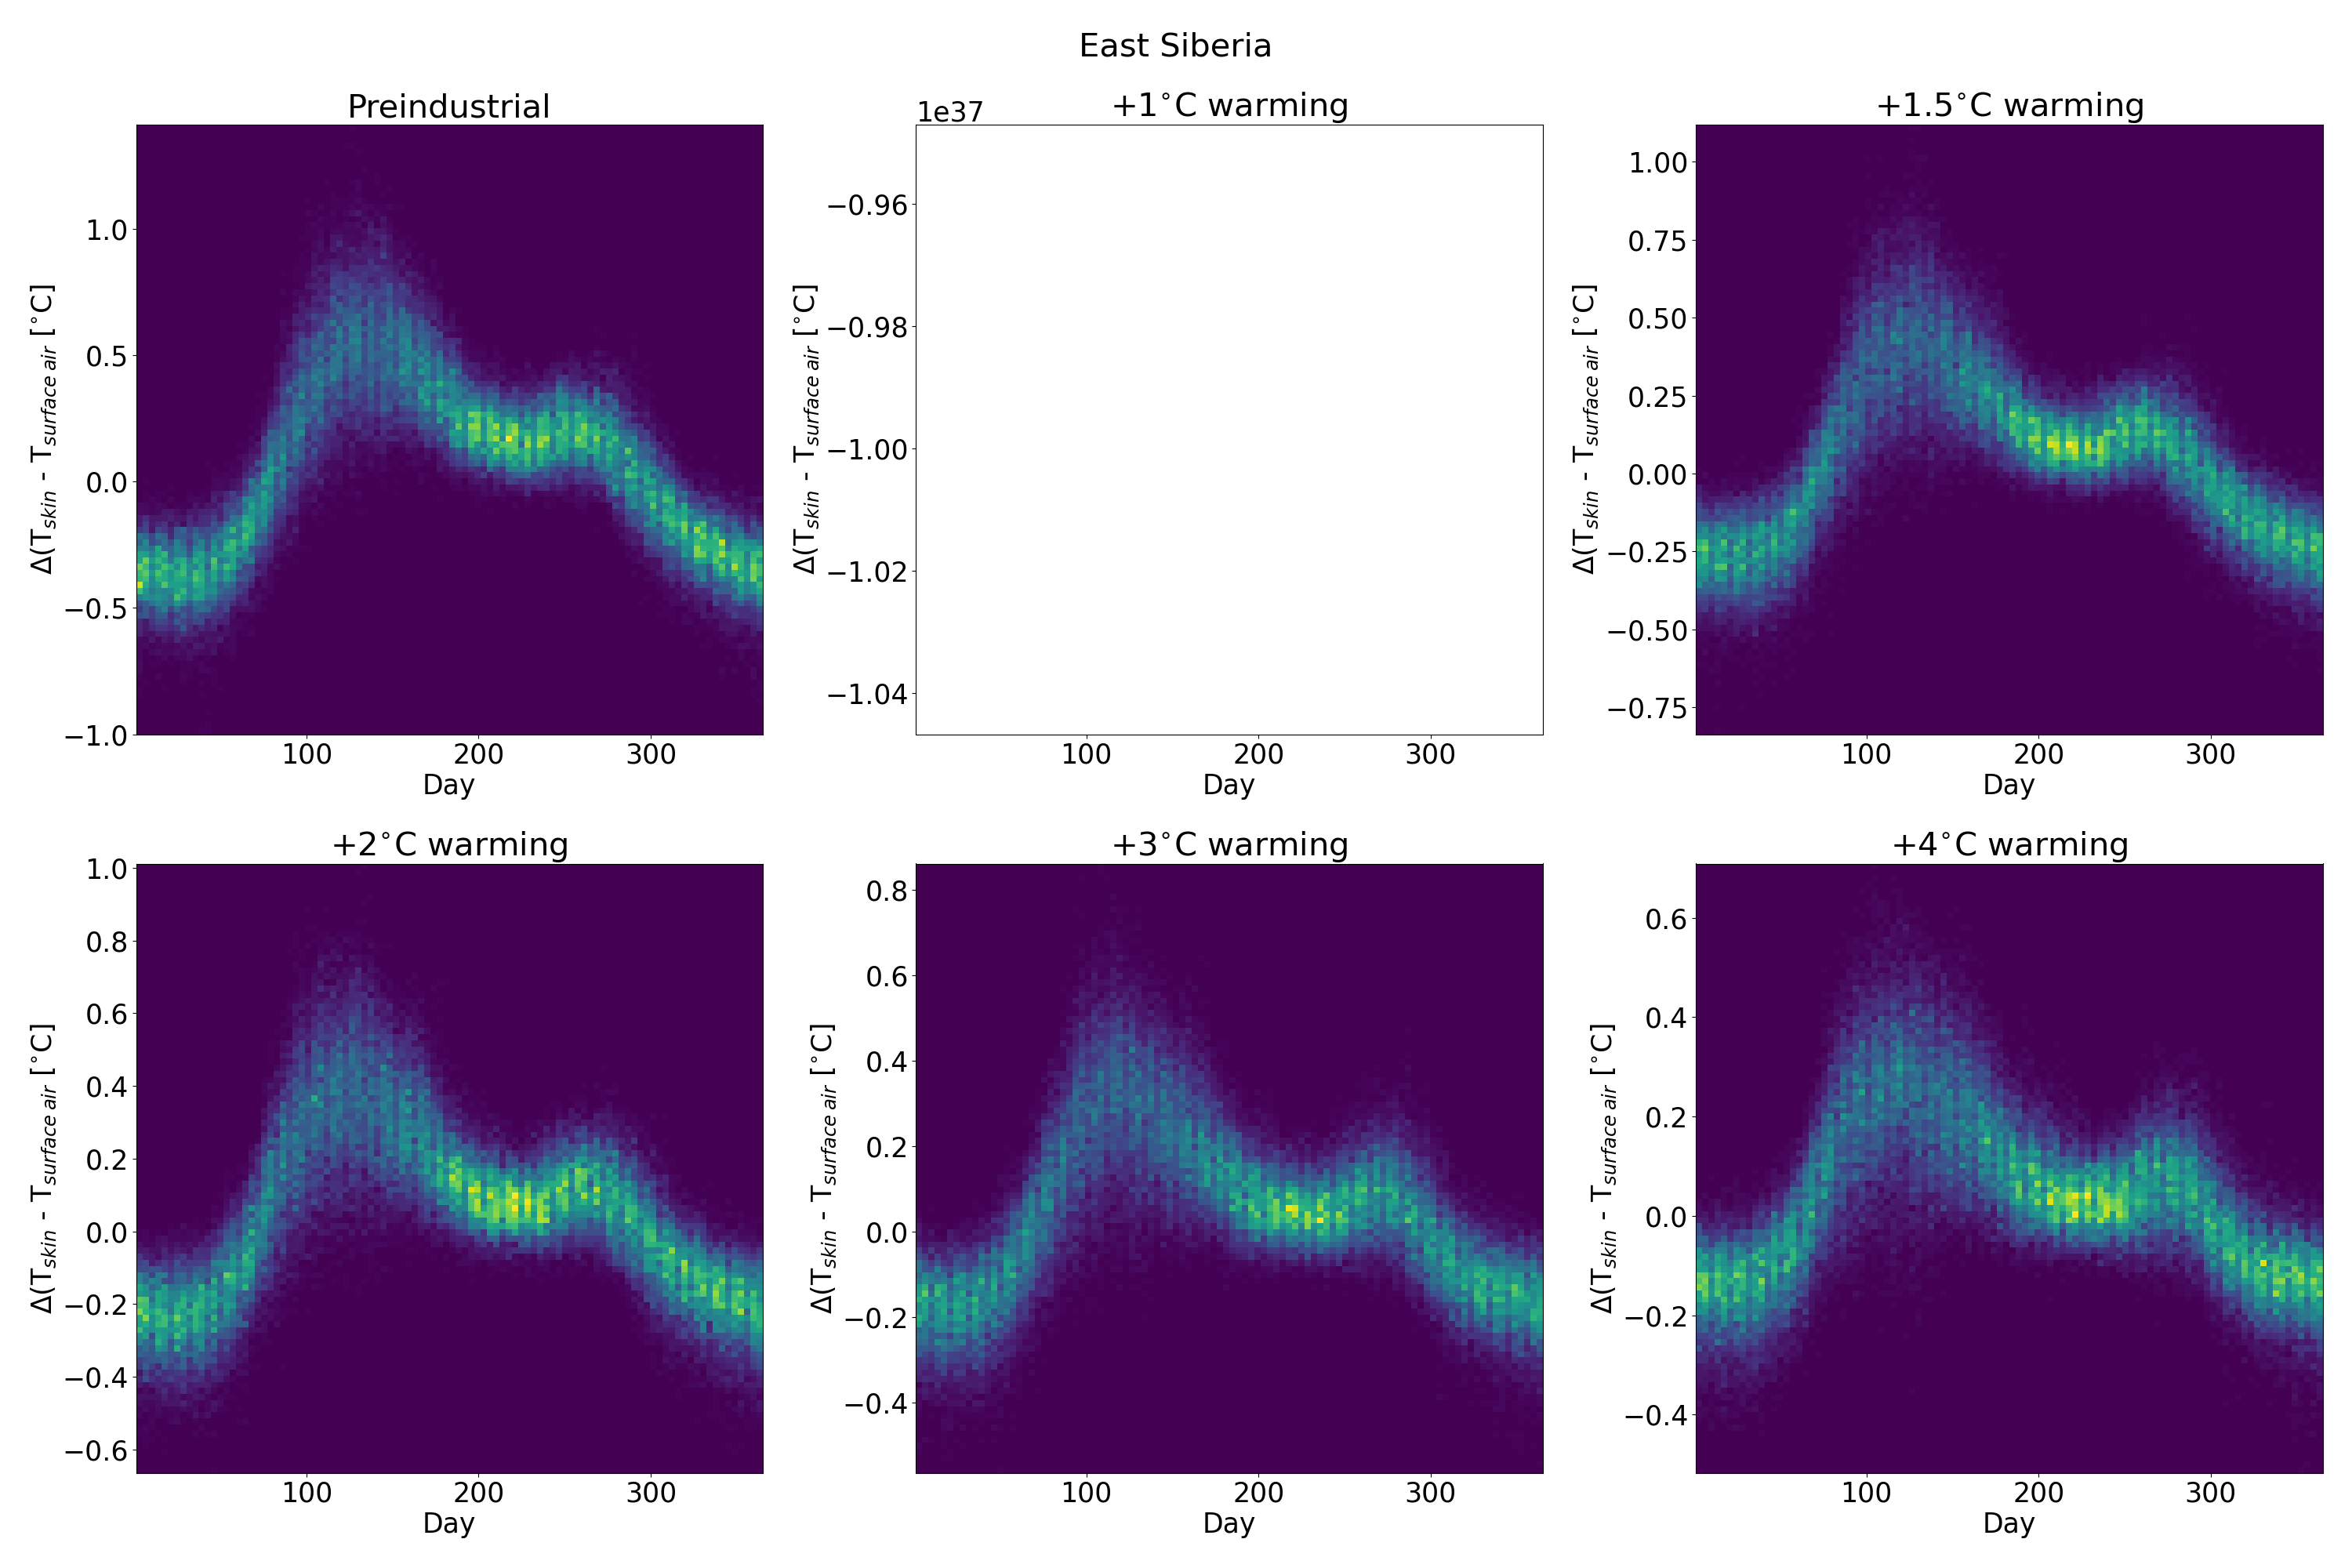 East Siberia
Preindustrial
+1°C warming
+1.5°C warming
1e37
Δ(T_skin - T_surface air [°C]
1.0
0.5
0.0
−0.5
−1.0
100 200 300
Day
Δ(T_skin - T_surface air [°C]
−0.96
−0.98
−1.00
−1.02
−1.04
100 200 300
Day
Δ(T_skin - T_surface air [°C]
1.00
0.75
0.50
0.25
0.00
−0.25
−0.50
−0.75
100 200 300
Day
+2°C warming
+3°C warming
+4°C warming
Δ(T_skin - T_surface air [°C]
1.0
0.8
0.6
0.4
0.2
0.0
−0.2
−0.4
−0.6
100 200 300
Day
Δ(T_skin - T_surface air [°C]
0.8
0.6
0.4
0.2
0.0
−0.2
−0.4
100 200 300
Day
Δ(T_skin - T_surface air [°C]
0.6
0.4
0.2
0.0
−0.2
−0.4
100 200 300
Day